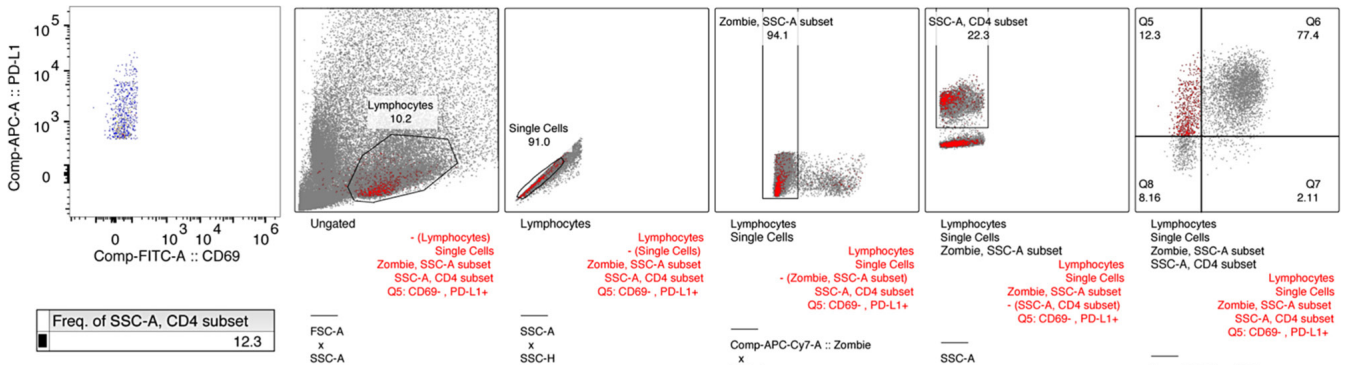 Comp-APC-A :: PD-L1
10^5
10^4
10^3
0
0 10^3 10^4 10^5 10^6
Comp-FITC-A :: CD69
Freq. of SSC-A, CD4 subset
12.3
Lymphocytes
10.2
Ungated
- (Lymphocytes)
Single Cells
Zombie, SSC-A subset
SSC-A, CD4 subset
Q5: CD69- , PD-L1+
FSC-A
x
SSC-A
Single Cells
91.0
Lymphocytes
Lymphocytes
- (Single Cells)
Zombie, SSC-A subset
SSC-A, CD4 subset
Q5: CD69- , PD-L1+
SSC-A
x
SSC-H
Zombie, SSC-A subset
94.1
Lymphocytes
Single Cells
Lymphocytes
Single Cells
- (Zombie, SSC-A subset)
SSC-A, CD4 subset
Q5: CD69- , PD-L1+
Comp-APC-Cy7-A :: Zombie
x
SSC-A, CD4 subset
22.3
Lymphocytes
Single Cells
Zombie, SSC-A subset
Lymphocytes
Single Cells
Zombie, SSC-A subset
- (SSC-A, CD4 subset)
Q5: CD69- , PD-L1+
SSC-A
Q5
12.3
Q6
77.4
Q8
8.16
Q7
2.11
Lymphocytes
Single Cells
Zombie, SSC-A subset
SSC-A, CD4 subset
Lymphocytes
Single Cells
Zombie, SSC-A subset
SSC-A, CD4 subset
Q5: CD69- , PD-L1+